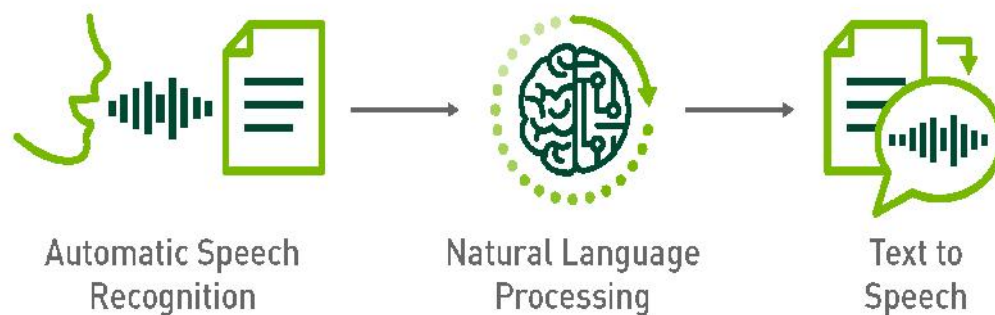 Automatic Speech
Recognition
Natural Language
Processing
Text to
Speech